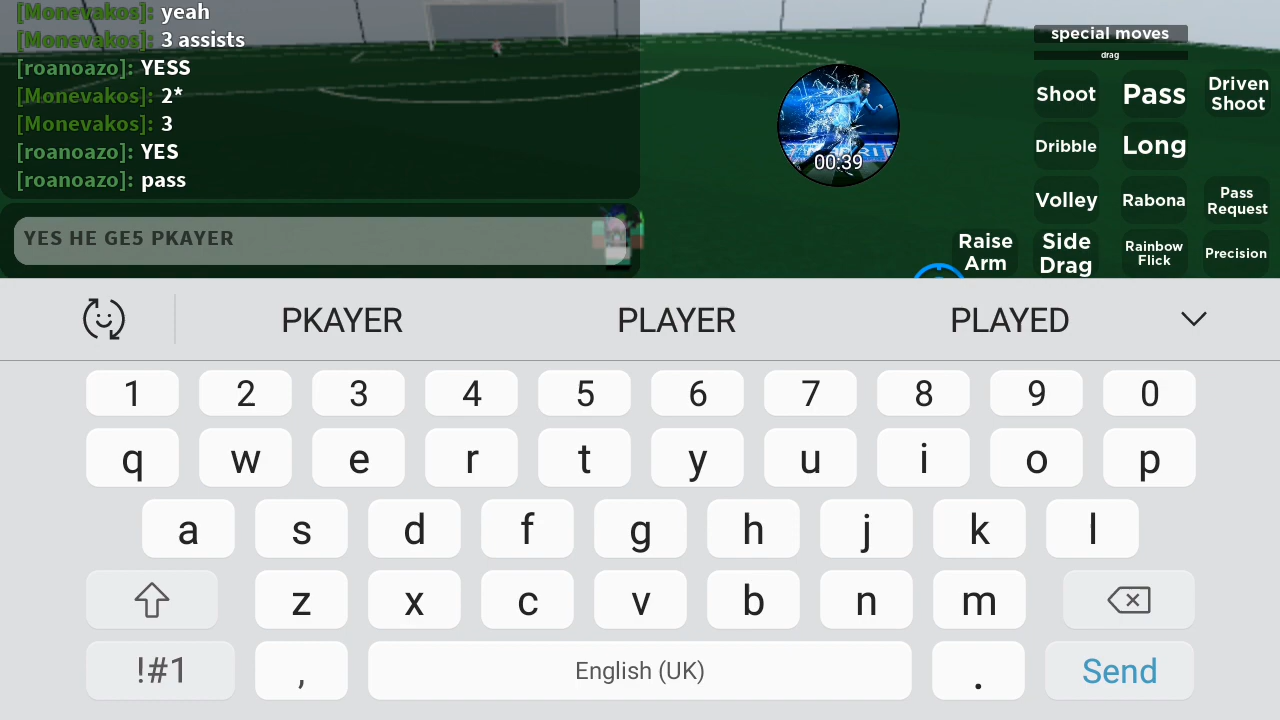 [Monevakos]: yeah
[Monevakos]: 3 assists
[roanoazo]: YESS
[Monevakos]: 2*
[Monevakos]: 3
[roanoazo]: YES
[roanoazo]: pass
YES HE GE5 PKAYER
00:39
special moves
drag
Shoot
Pass
Driven
Shoot
Dribble
Long
Volley
Rabona
Pass
Request
Raise
Arm
Side
Drag
Rainbow
Flick
Precision
PKAYER PLAYER PLAYED
1 2 3 4 5 6 7 8 9 0
q w e r t y u i o p
a s d f g h j k l
z x c v b n m
!#1 , English (UK) . Send